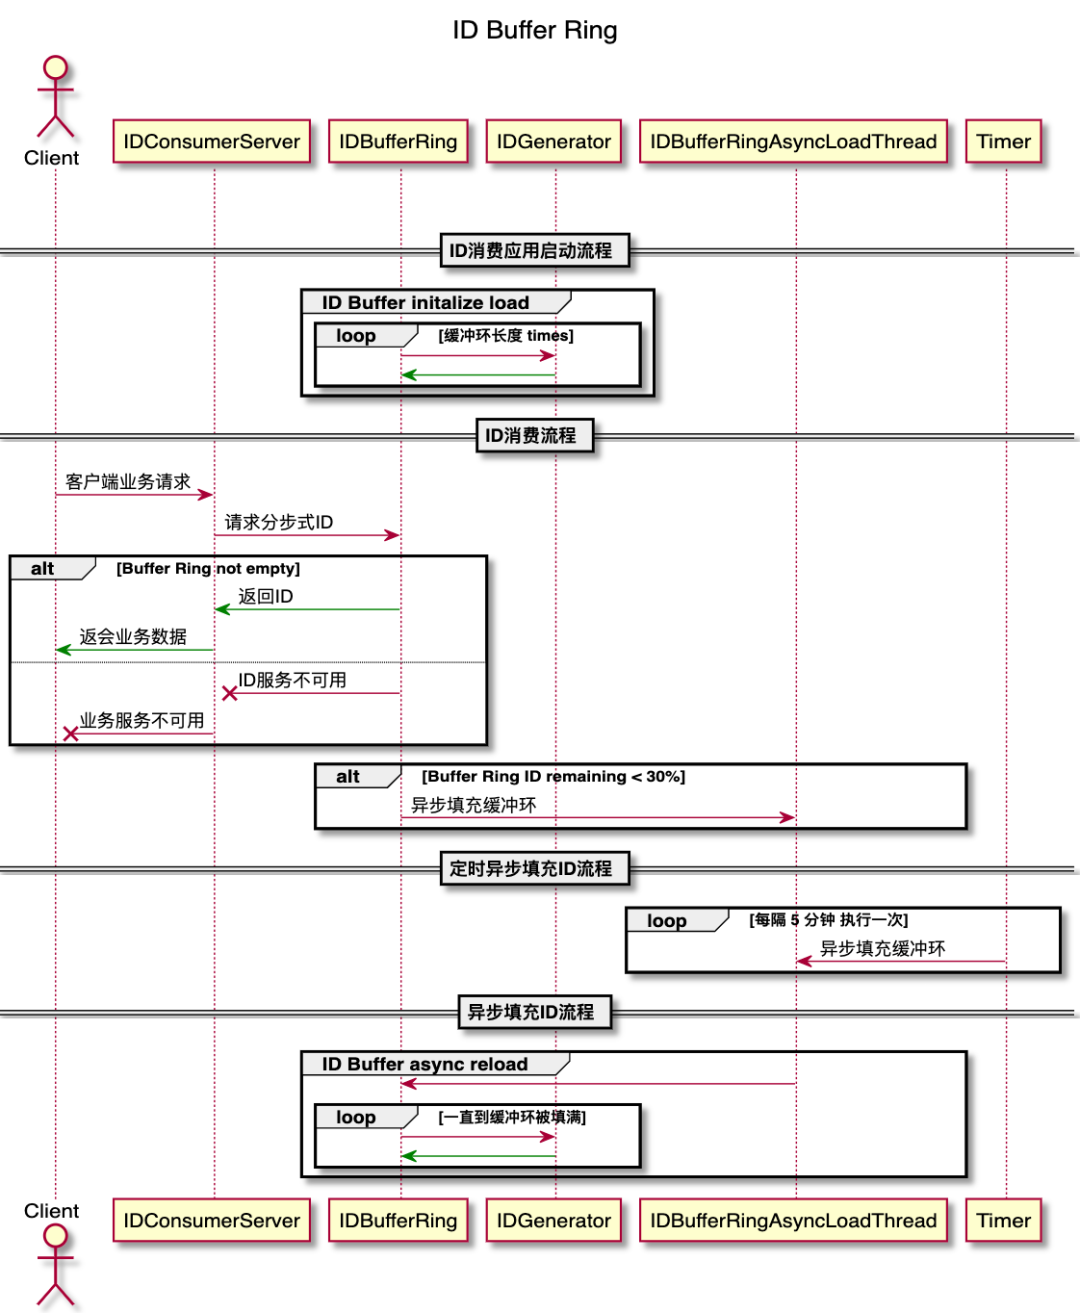 ID Buffer Ring
Client
IDConsumerServer
IDBufferRing
IDGenerator
IDBufferRingAsyncLoadThread
Timer
ID消费应用启动流程
ID Buffer initalize load
loop
[缓冲环长度 times]
ID消费流程
客户端业务请求
请求分步式ID
alt
[Buffer Ring not empty]
返回ID
返会业务数据
ID服务不可用
业务服务不可用
alt
[Buffer Ring ID remaining < 30%]
异步填充缓冲环
定时异步填充ID流程
loop
[每隔 5 分钟 执行一次]
异步填充缓冲环
异步填充ID流程
ID Buffer async reload
loop
[一直到缓冲环被填满]
Client
IDConsumerServer
IDBufferRing
IDGenerator
IDBufferRingAsyncLoadThread
Timer